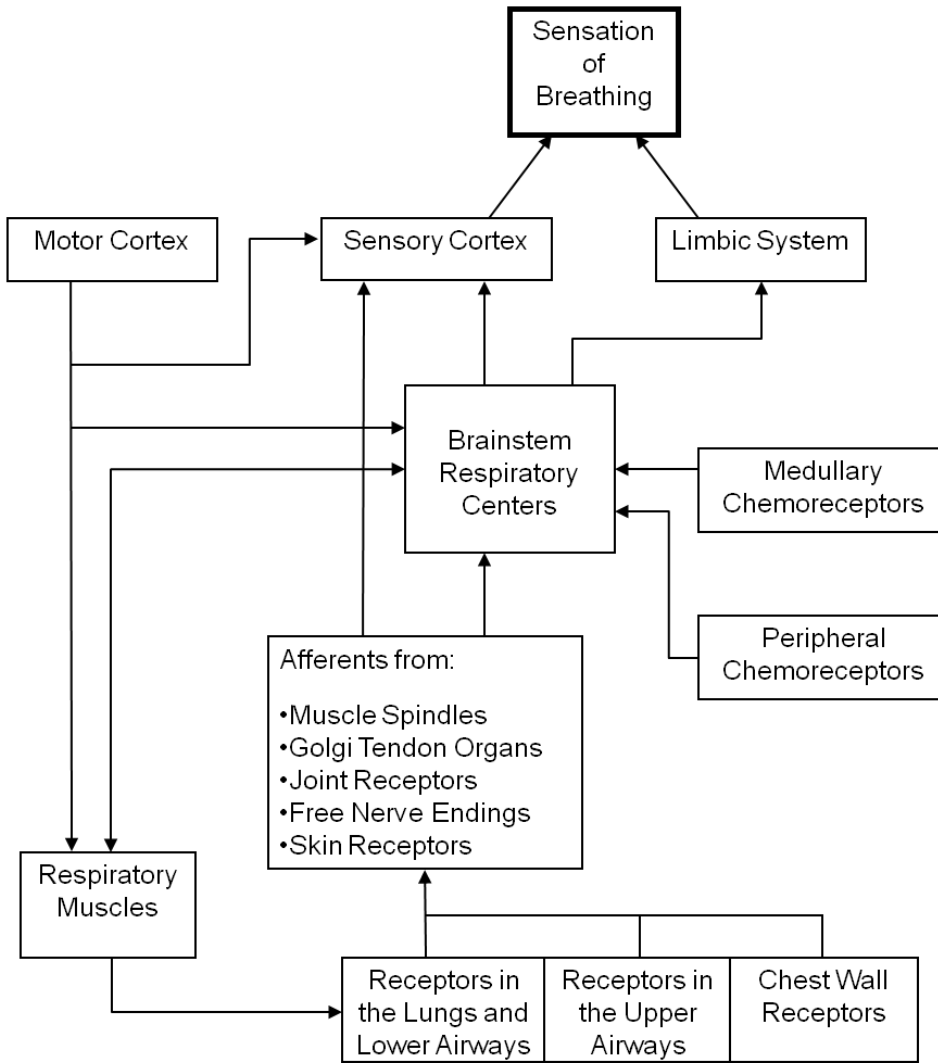 Sensation
of
Breathing
Motor Cortex
Sensory Cortex
Limbic System
Brainstem
Respiratory
Centers
Medullary
Chemoreceptors
Peripheral
Chemoreceptors
Afferents from:
•Muscle Spindles
•Golgi Tendon Organs
•Joint Receptors
•Free Nerve Endings
•Skin Receptors
Respiratory
Muscles
Receptors in
the Lungs and
Lower Airways
Receptors in
the Upper
Airways
Chest Wall
Receptors